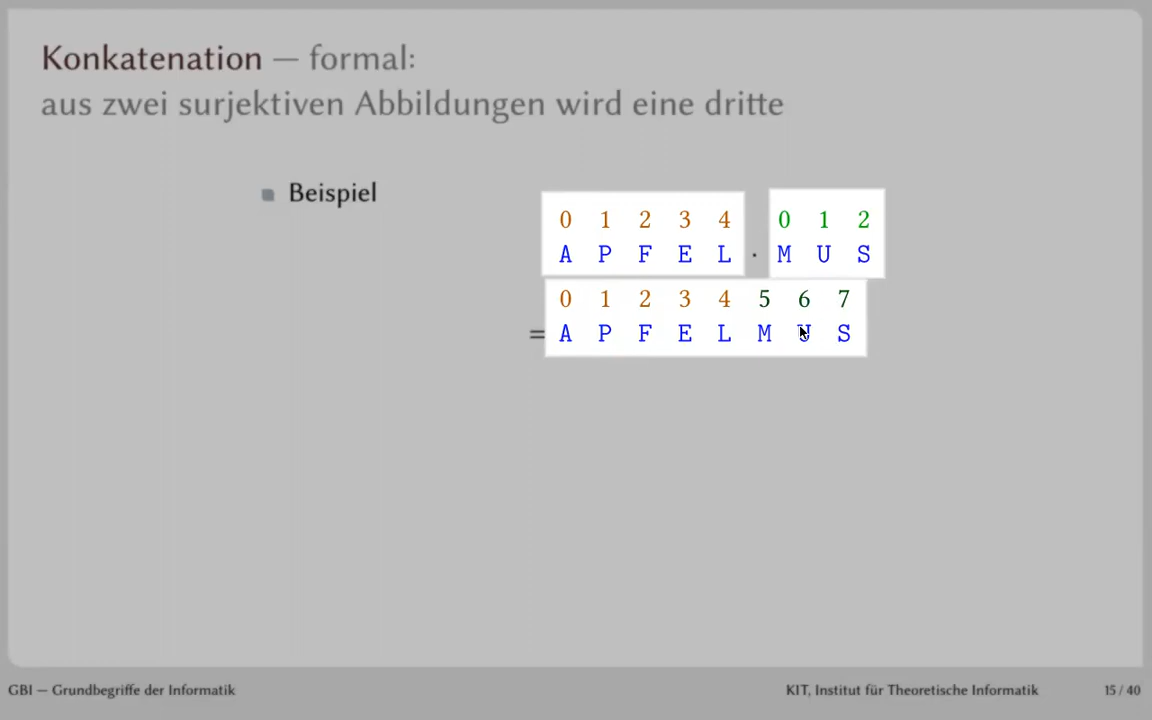 Konkatenation — formal:
aus zwei surjektiven Abbildungen wird eine dritte
Beispiel
0 1 2 3 4 0 1 2
A P F E L · M U S
0 1 2 3 4 5 6 7
= A P F E L M U S
GBI — Grundbegriffe der Informatik KIT, Institut für Theoretische Informatik 15 / 40